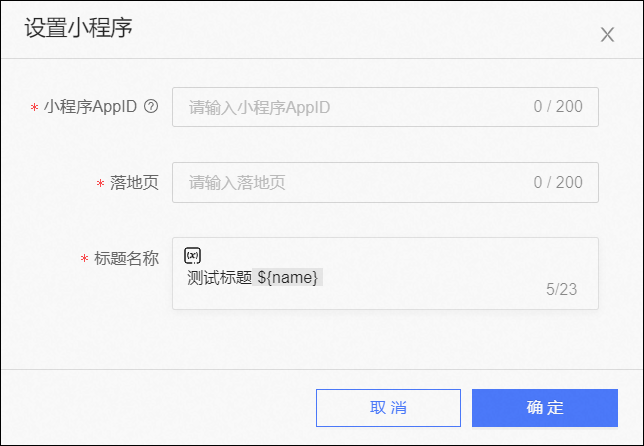 设置小程序
* 小程序AppID ? 请输入小程序AppID 0 / 200
* 落地页 请输入落地页 0 / 200
* 标题名称 (x)
测试标题 ${name}
5/23
取消 确定